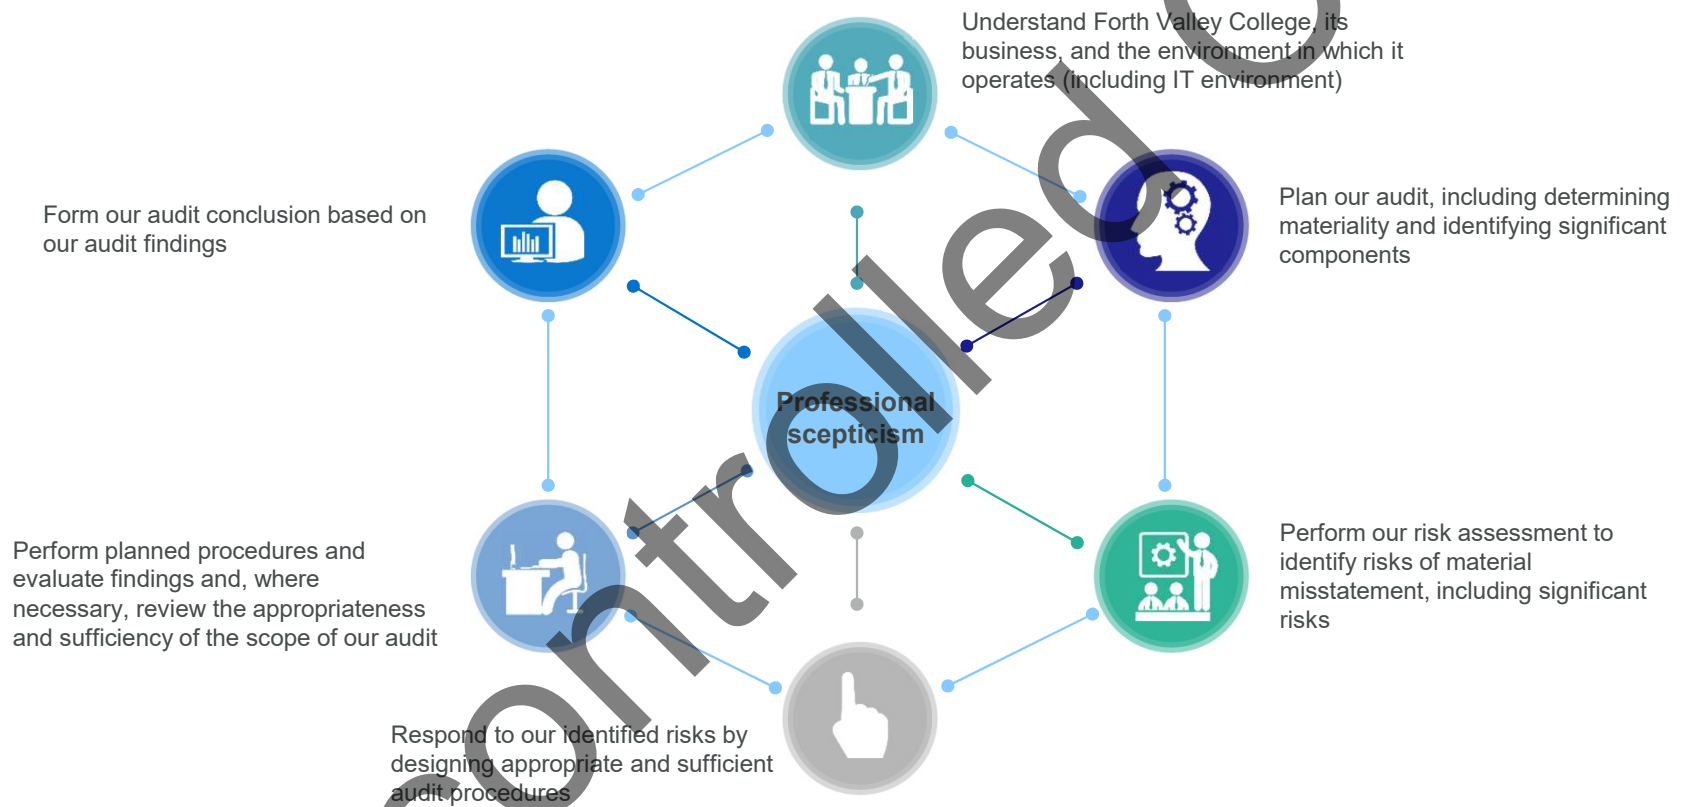 Understand Forth Valley College, its
business, and the environment in which it
operates (including IT environment)
Plan our audit, including determining
materiality and identifying significant
components
Perform our risk assessment to
identify risks of material
misstatement, including significant
risks
Respond to our identified risks by
designing appropriate and sufficient
audit procedures
Perform planned procedures and
evaluate findings and, where
necessary, review the appropriateness
and sufficiency of the scope of our audit
Form our audit conclusion based on
our audit findings
Professional
scepticism
controlled